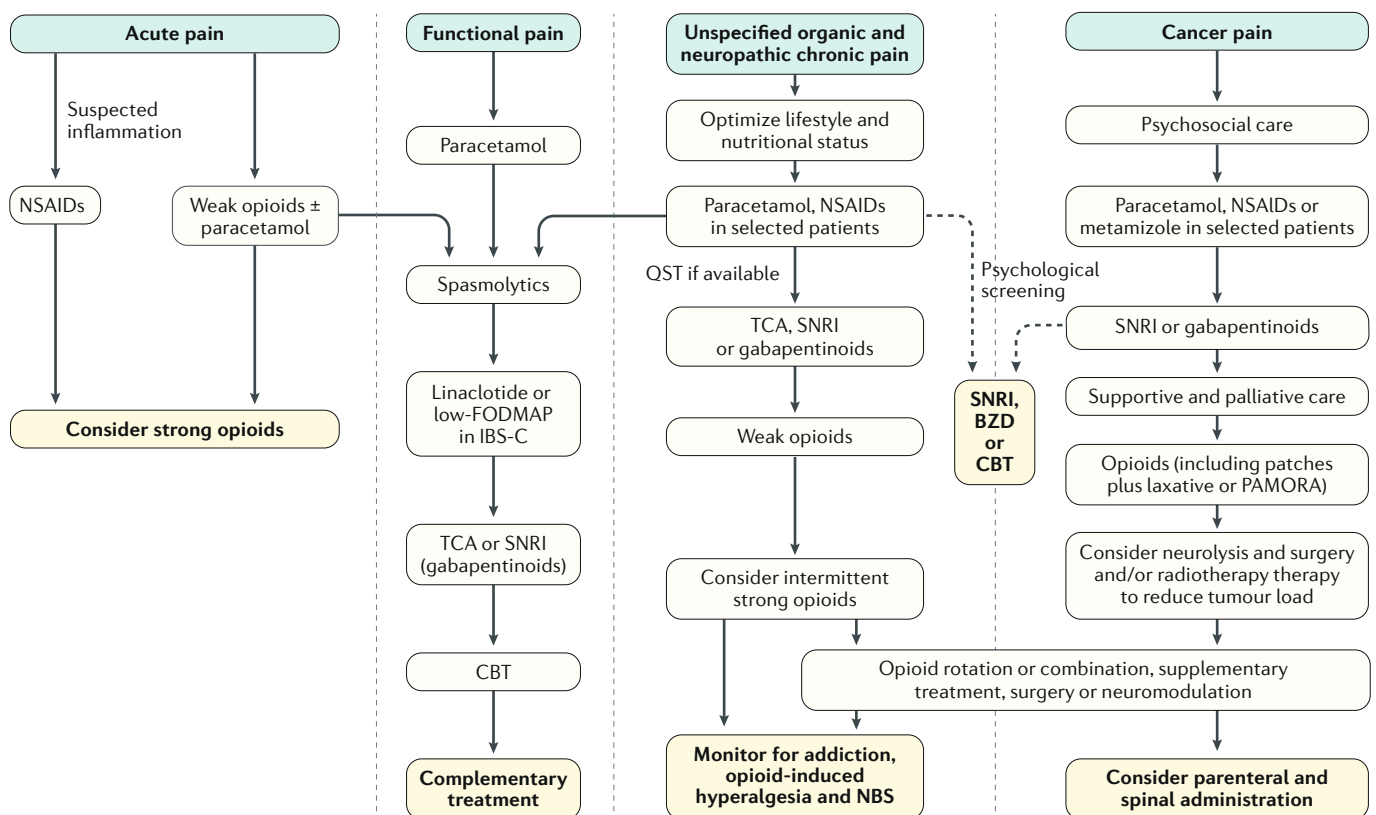 Acute pain
Suspected
inflammation
NSAIDs
Weak opioids ±
paracetamol
Consider strong opioids
Functional pain
Paracetamol
Spasmolytics
Linaclotide or
low-FODMAP
in IBS-C
TCA or SNRI
(gabapentinoids)
CBT
Complementary
treatment
Unspecified organic and
neuropathic chronic pain
Optimize lifestyle and
nutritional status
Paracetamol, NSAIDs
in selected patients
QST if available
Psychological
screening
TCA, SNRI
or gabapentinoids
Weak opioids
SNRI,
BZD
or
CBT
Consider intermittent
strong opioids
Monitor for addiction,
opioid-induced
hyperalgesia and NBS
Cancer pain
Psychosocial care
Paracetamol, NSAIDs or
metamizole in selected patients
SNRI or gabapentinoids
Supportive and palliative care
Opioids (including patches
plus laxative or PAMORA)
Consider neurolysis and surgery
and/or radiotherapy therapy
to reduce tumour load
Opioid rotation or combination, supplementary
treatment, surgery or neuromodulation
Consider parenteral and
spinal administration